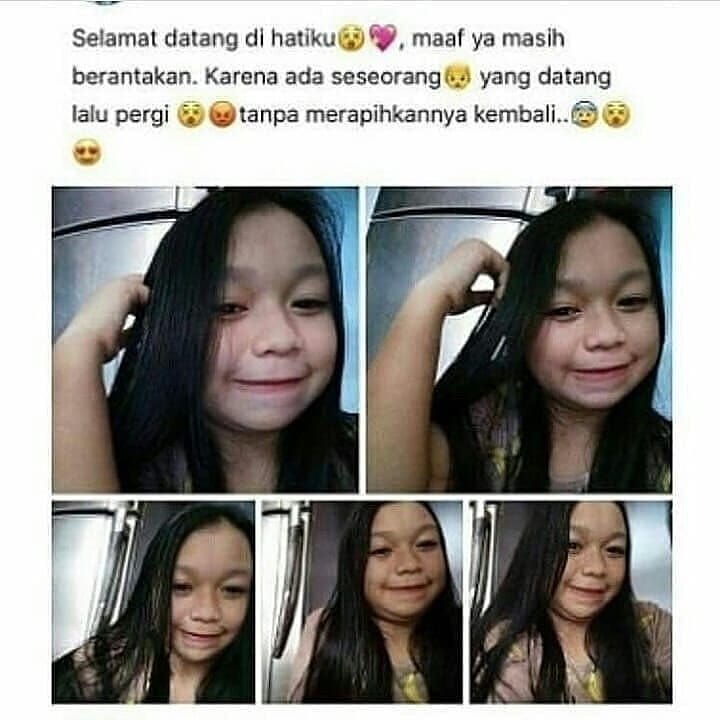 Selamat datang di hatiku😵💖, maaf ya masih
berantakan. Karena ada seseorang👴 yang datang
lalu pergi 😵😡tanpa merapihkannya kembali..😰😵
😍